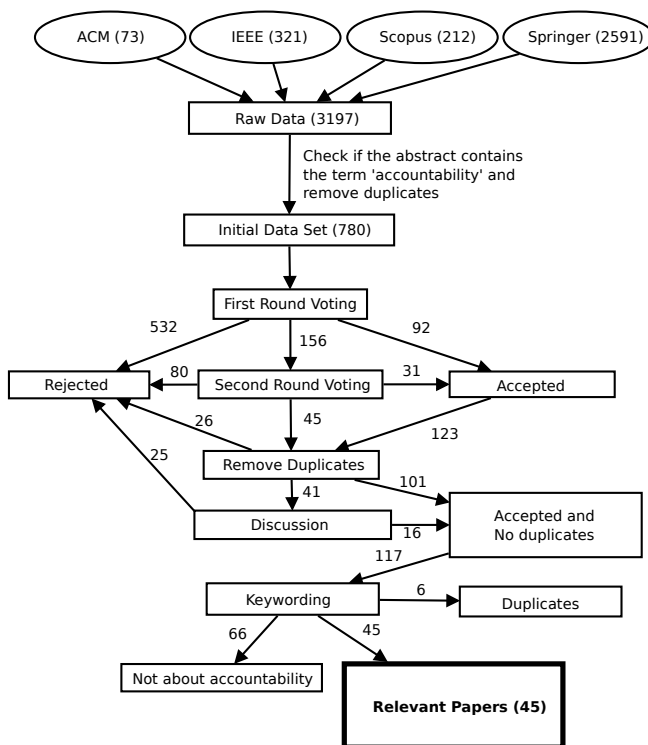 ACM (73)
IEEE (321)
Scopus (212)
Springer (2591)
Raw Data (3197)
Check if the abstract contains
the term 'accountability' and
remove duplicates
Initial Data Set (780)
First Round Voting
532
156
92
Rejected
80
Second Round Voting
31
Accepted
26
45
123
Remove Duplicates
25
41
101
Discussion
16
Accepted and
No duplicates
117
Keywording
6
Duplicates
66
45
Not about accountability
Relevant Papers (45)